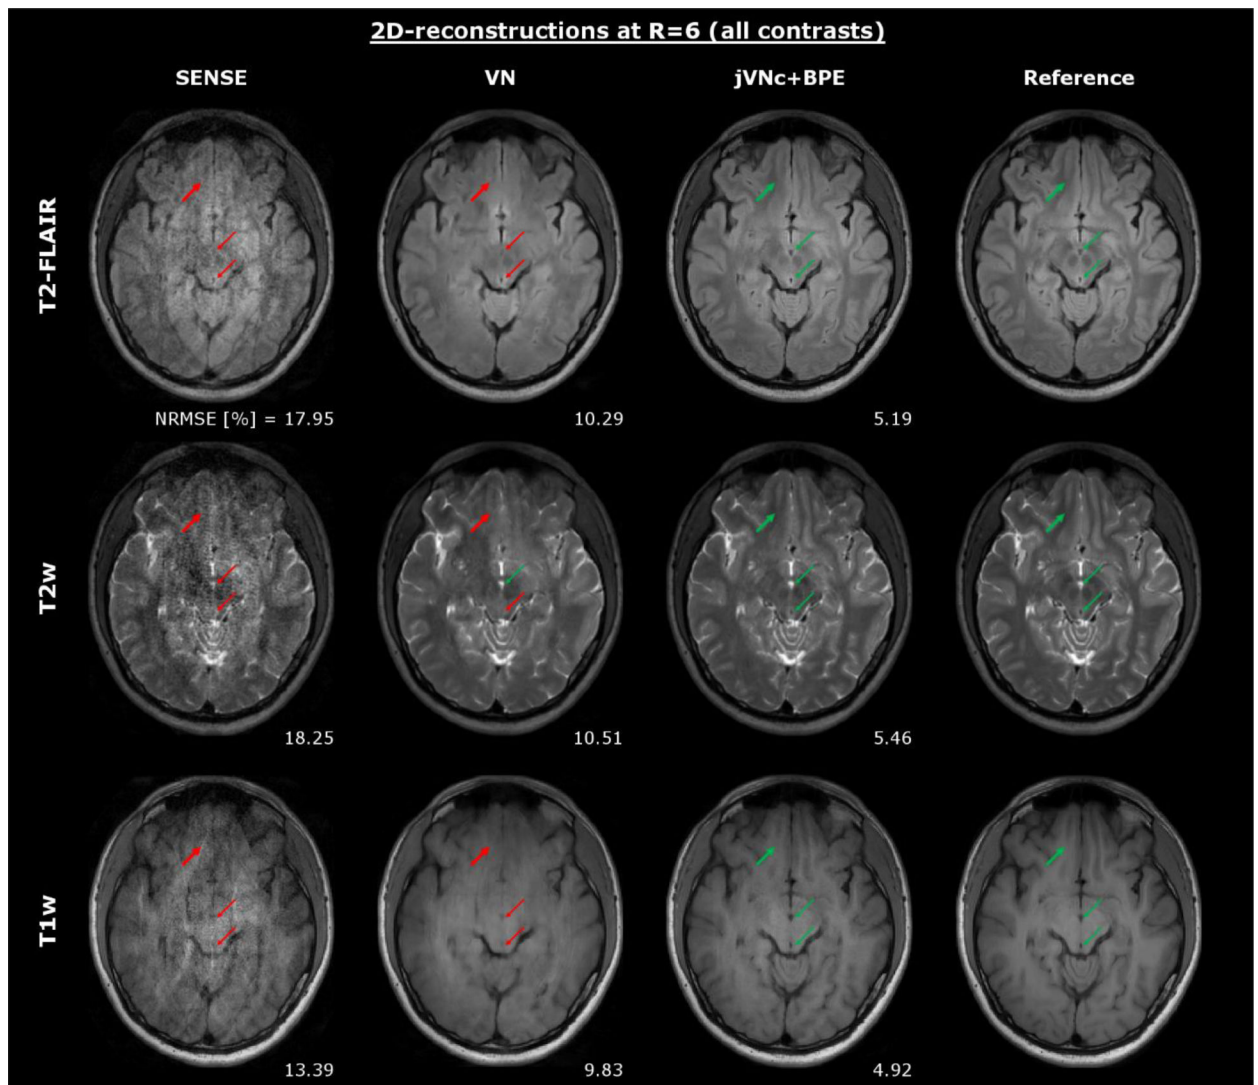 2D-reconstructions at R=6 (all contrasts)
SENSE VN jVNc+BPE Reference
T2-FLAIR
NRMSE [%] = 17.95 10.29 5.19
T2w
18.25 10.51 5.46
T1w
13.39 9.83 4.92